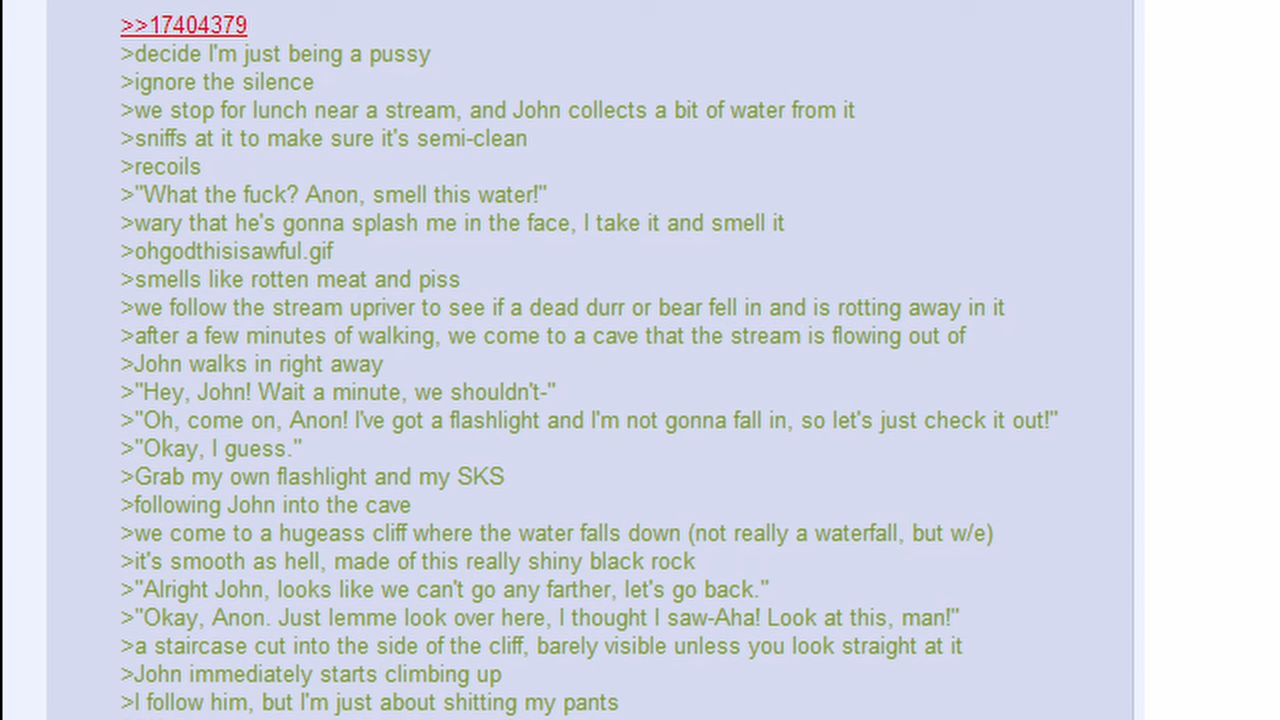 >>17404379
>decide I'm just being a pussy
>ignore the silence
>we stop for lunch near a stream, and John collects a bit of water from it
>sniffs at it to make sure it's semi-clean
>recoils
>"What the fuck? Anon, smell this water!"
>wary that he's gonna splash me in the face, I take it and smell it
>ohgodthisisawful.gif
>smells like rotten meat and piss
>we follow the stream upriver to see if a dead durr or bear fell in and is rotting away in it
>after a few minutes of walking, we come to a cave that the stream is flowing out of
>John walks in right away
>"Hey, John! Wait a minute, we shouldn't-"
>"Oh, come on, Anon! I've got a flashlight and I'm not gonna fall in, so let's just check it out!"
>"Okay, I guess."
>Grab my own flashlight and my SKS
>following John into the cave
>we come to a hugeass cliff where the water falls down (not really a waterfall, but w/e)
>it's smooth as hell, made of this really shiny black rock
>"Alright John, looks like we can't go any farther, let's go back."
>"Okay, Anon. Just lemme look over here, I thought I saw-Aha! Look at this, man!"
>a staircase cut into the side of the cliff, barely visible unless you look straight at it
>John immediately starts climbing up
>I follow him, but I'm just about shitting my pants